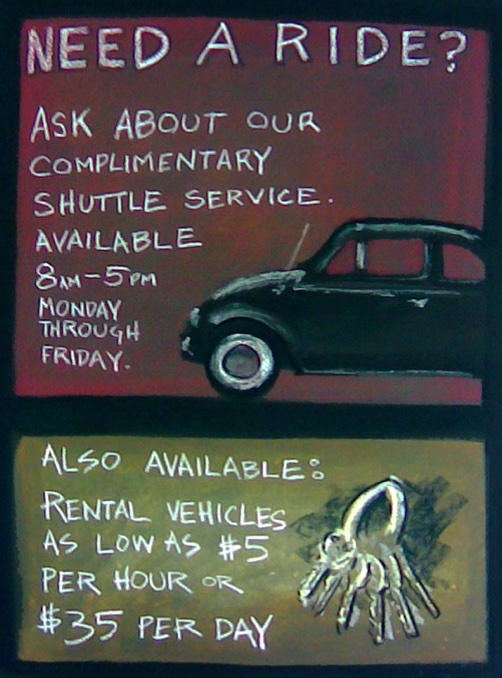 NEED A RIDE?
ASK ABOUT OUR
COMPLIMENTARY
SHUTTLE SERVICE.
AVAILABLE
8AM-5PM
MONDAY
THROUGH
FRIDAY.
ALSO AVAILABLE:
RENTAL VEHICLES
AS LOW AS $5
PER HOUR OR
$35 PER DAY